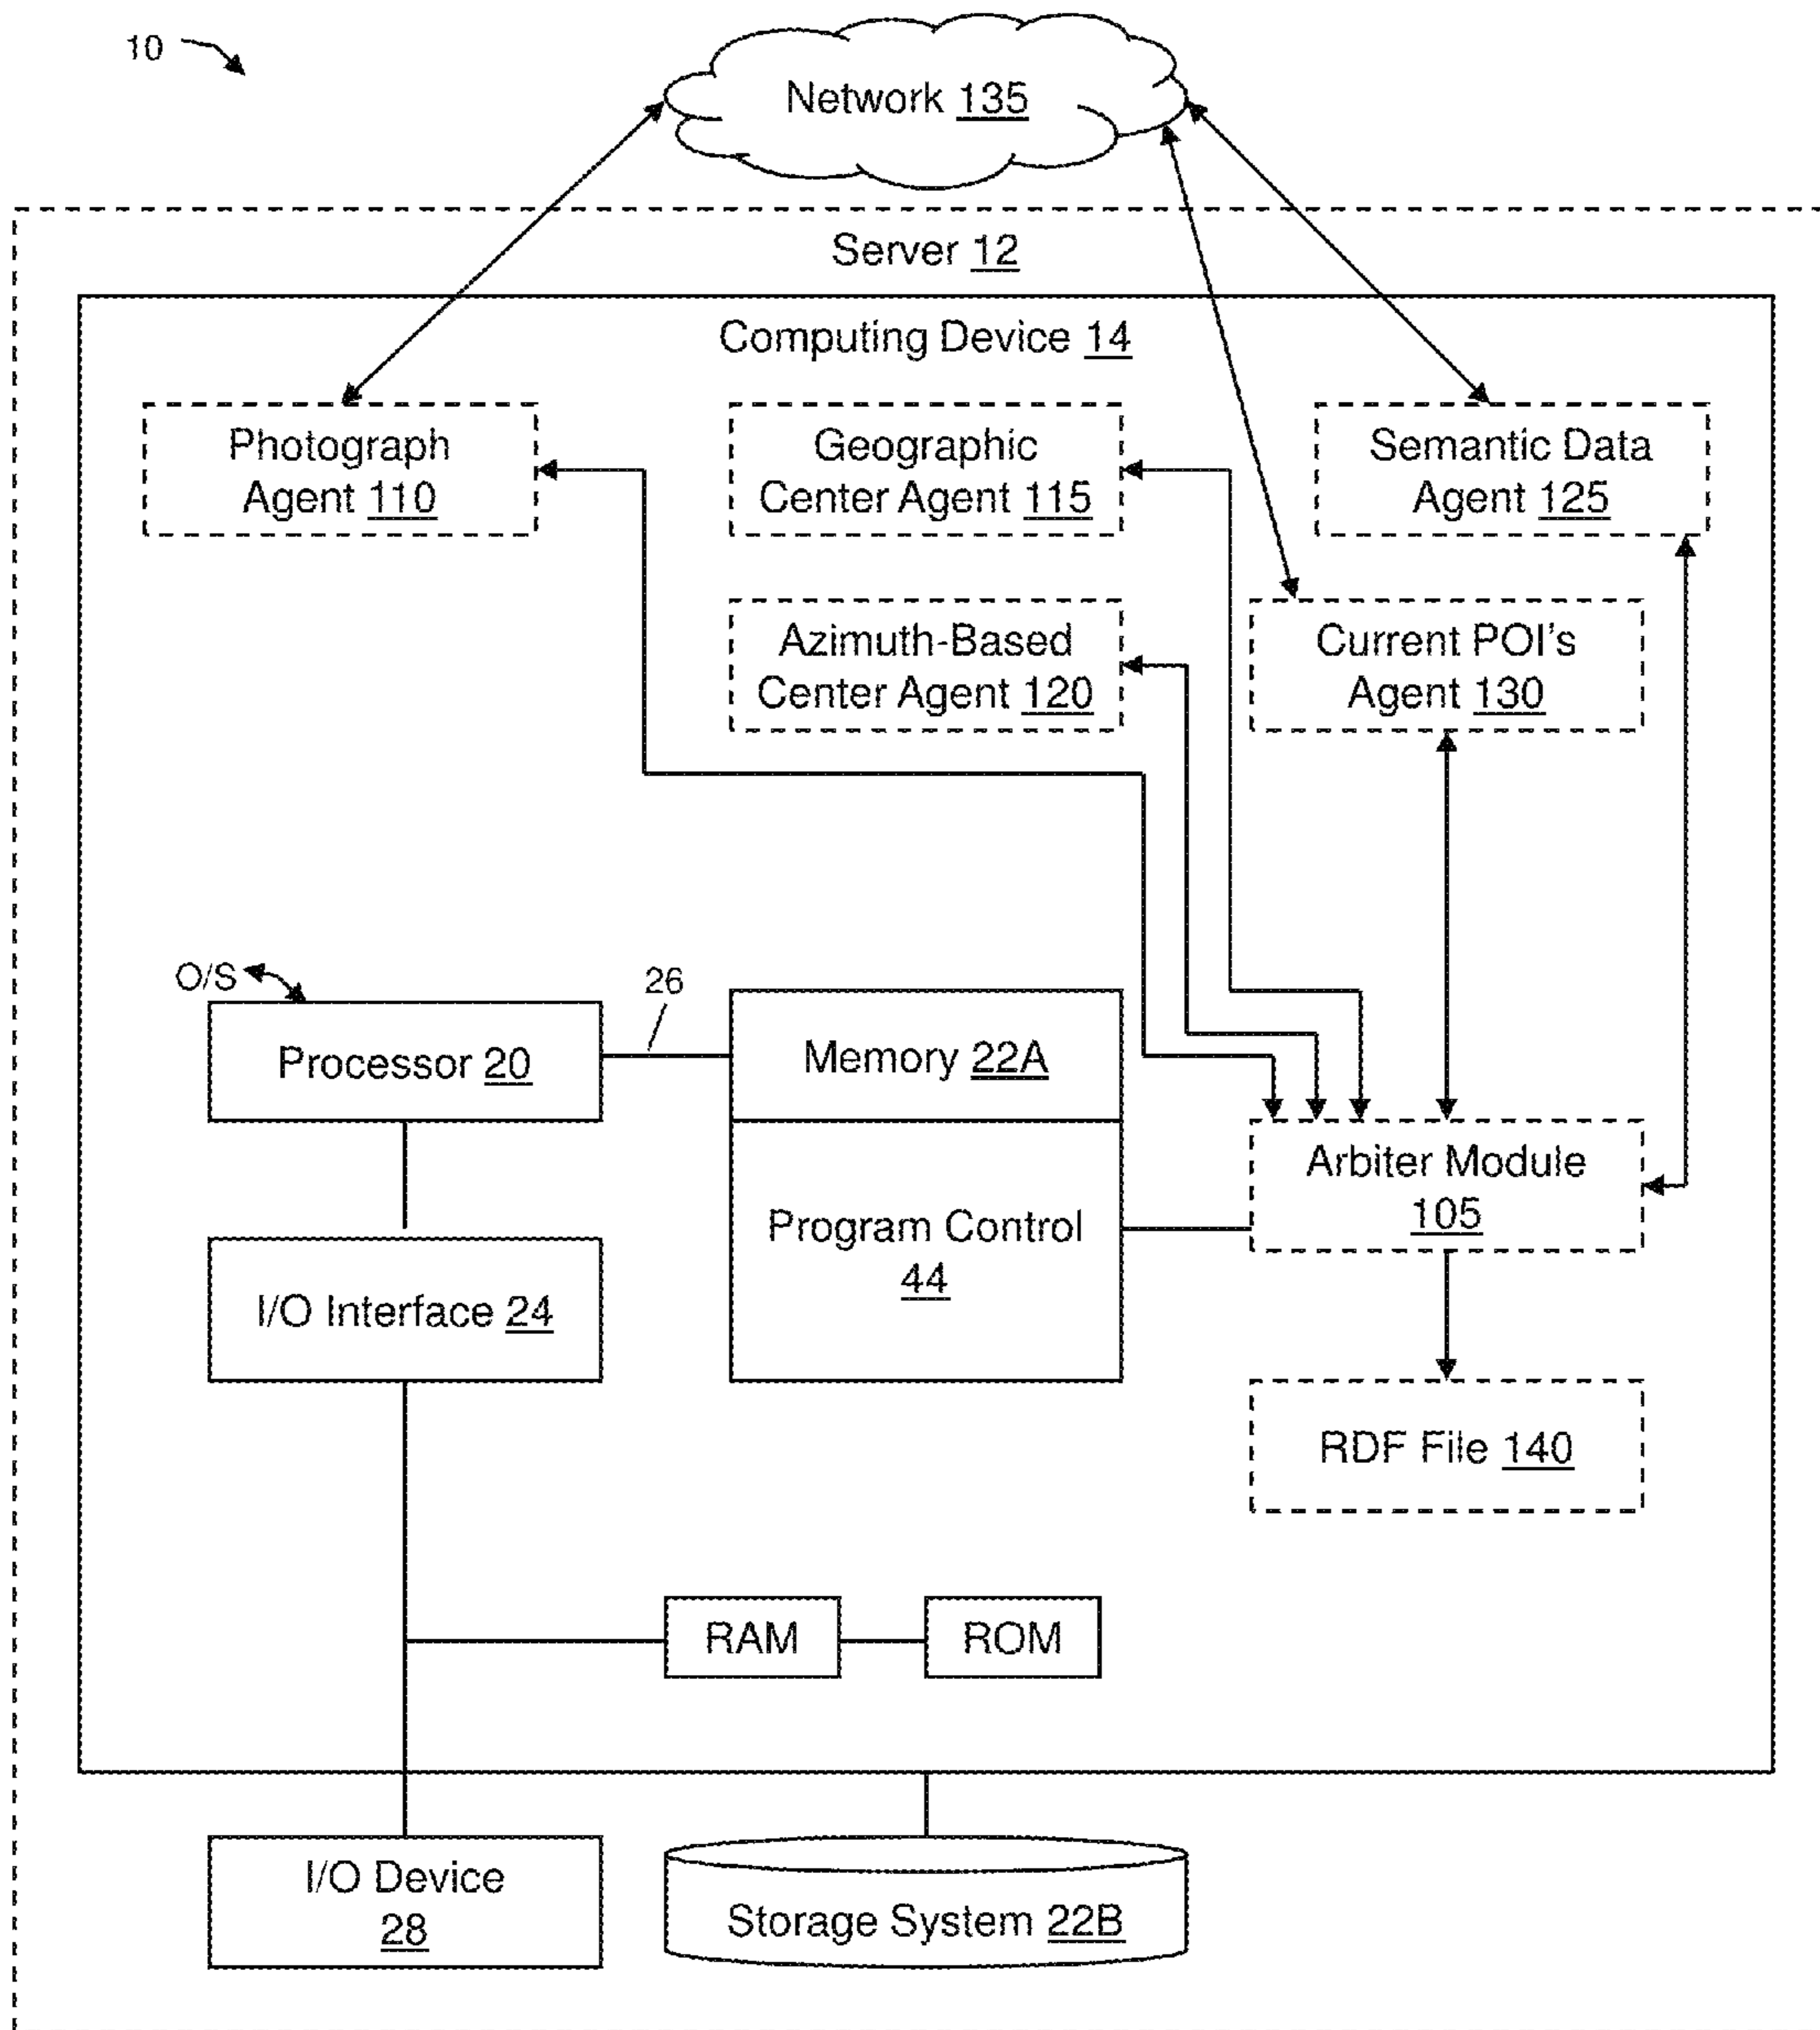 10
Network 135
Server 12
Computing Device 14
Photograph
Agent 110
Geographic
Center Agent 115
Semantic Data
Agent 125
Azimuth-Based
Center Agent 120
Current POI's
Agent 130
O/S
26
Processor 20
Memory 22A
Arbiter Module
105
Program Control
44
I/O Interface 24
RDF File 140
RAM
ROM
I/O Device
28
Storage System 22B